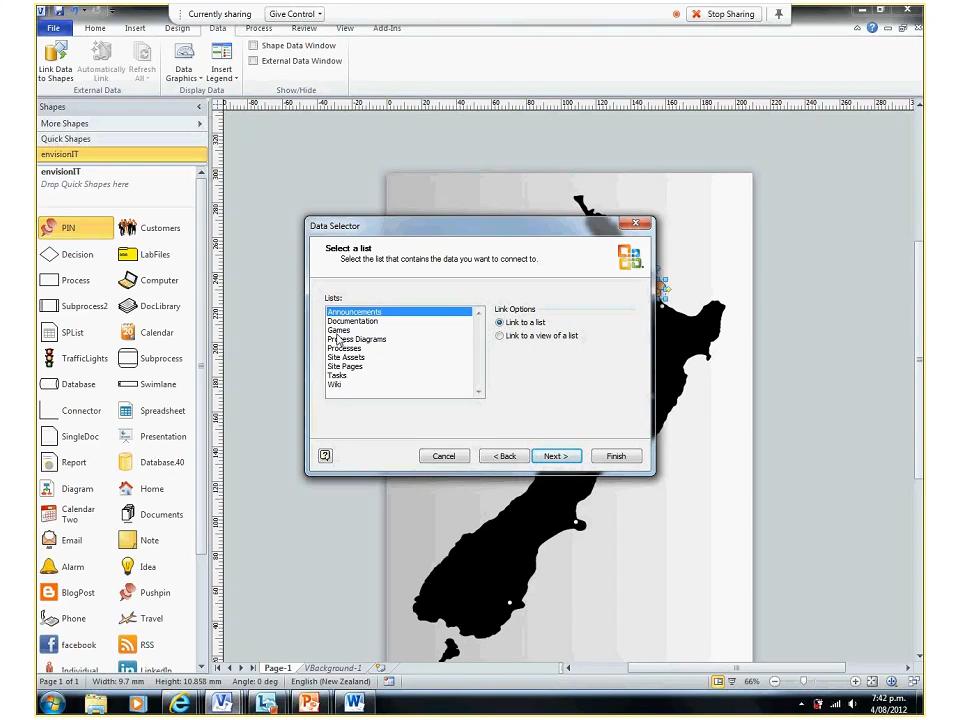 Currently sharing
Give Control
Stop Sharing
File
Home
Insert
Design
Data
Process
Review
View
Add-Ins
Link Data
to Shapes
Automatically
Link
Refresh
All
Data
Graphics
Insert
Legend
Shape Data Window
External Data Window
External Data
Display Data
Show/Hide
Shapes
More Shapes
Quick Shapes
envisionIT
envisionIT
Drop Quick Shapes here
PIN
Customers
Decision
LabFiles
Process
Computer
Subprocess2
DocLibrary
SPList
Calendar
TrafficLights
Subprocess
Database
Swimlane
Connector
Spreadsheet
SingleDoc
Presentation
Report
Database.40
Diagram
Home
Calendar
Two
Documents
Email
Note
Alarm
Idea
BlogPost
Pushpin
Phone
Travel
facebook
RSS
Individual
LinkedIn
Data Selector
Select a list
Select the list that contains the data you want to connect to.
Lists:
Announcements
Documentation
Games
Process Diagrams
Processes
Site Assets
Site Pages
Tasks
Wiki
Link Options
Link to a list
Link to a view of a list
Cancel
< Back
Next >
Finish
Page-1
VBackground-1
Page 1 of 1
Width: 9.7 mm
Height: 10.858 mm
Angle: 0 deg
English (New Zealand)
66%
7:42 p.m.
4/08/2012